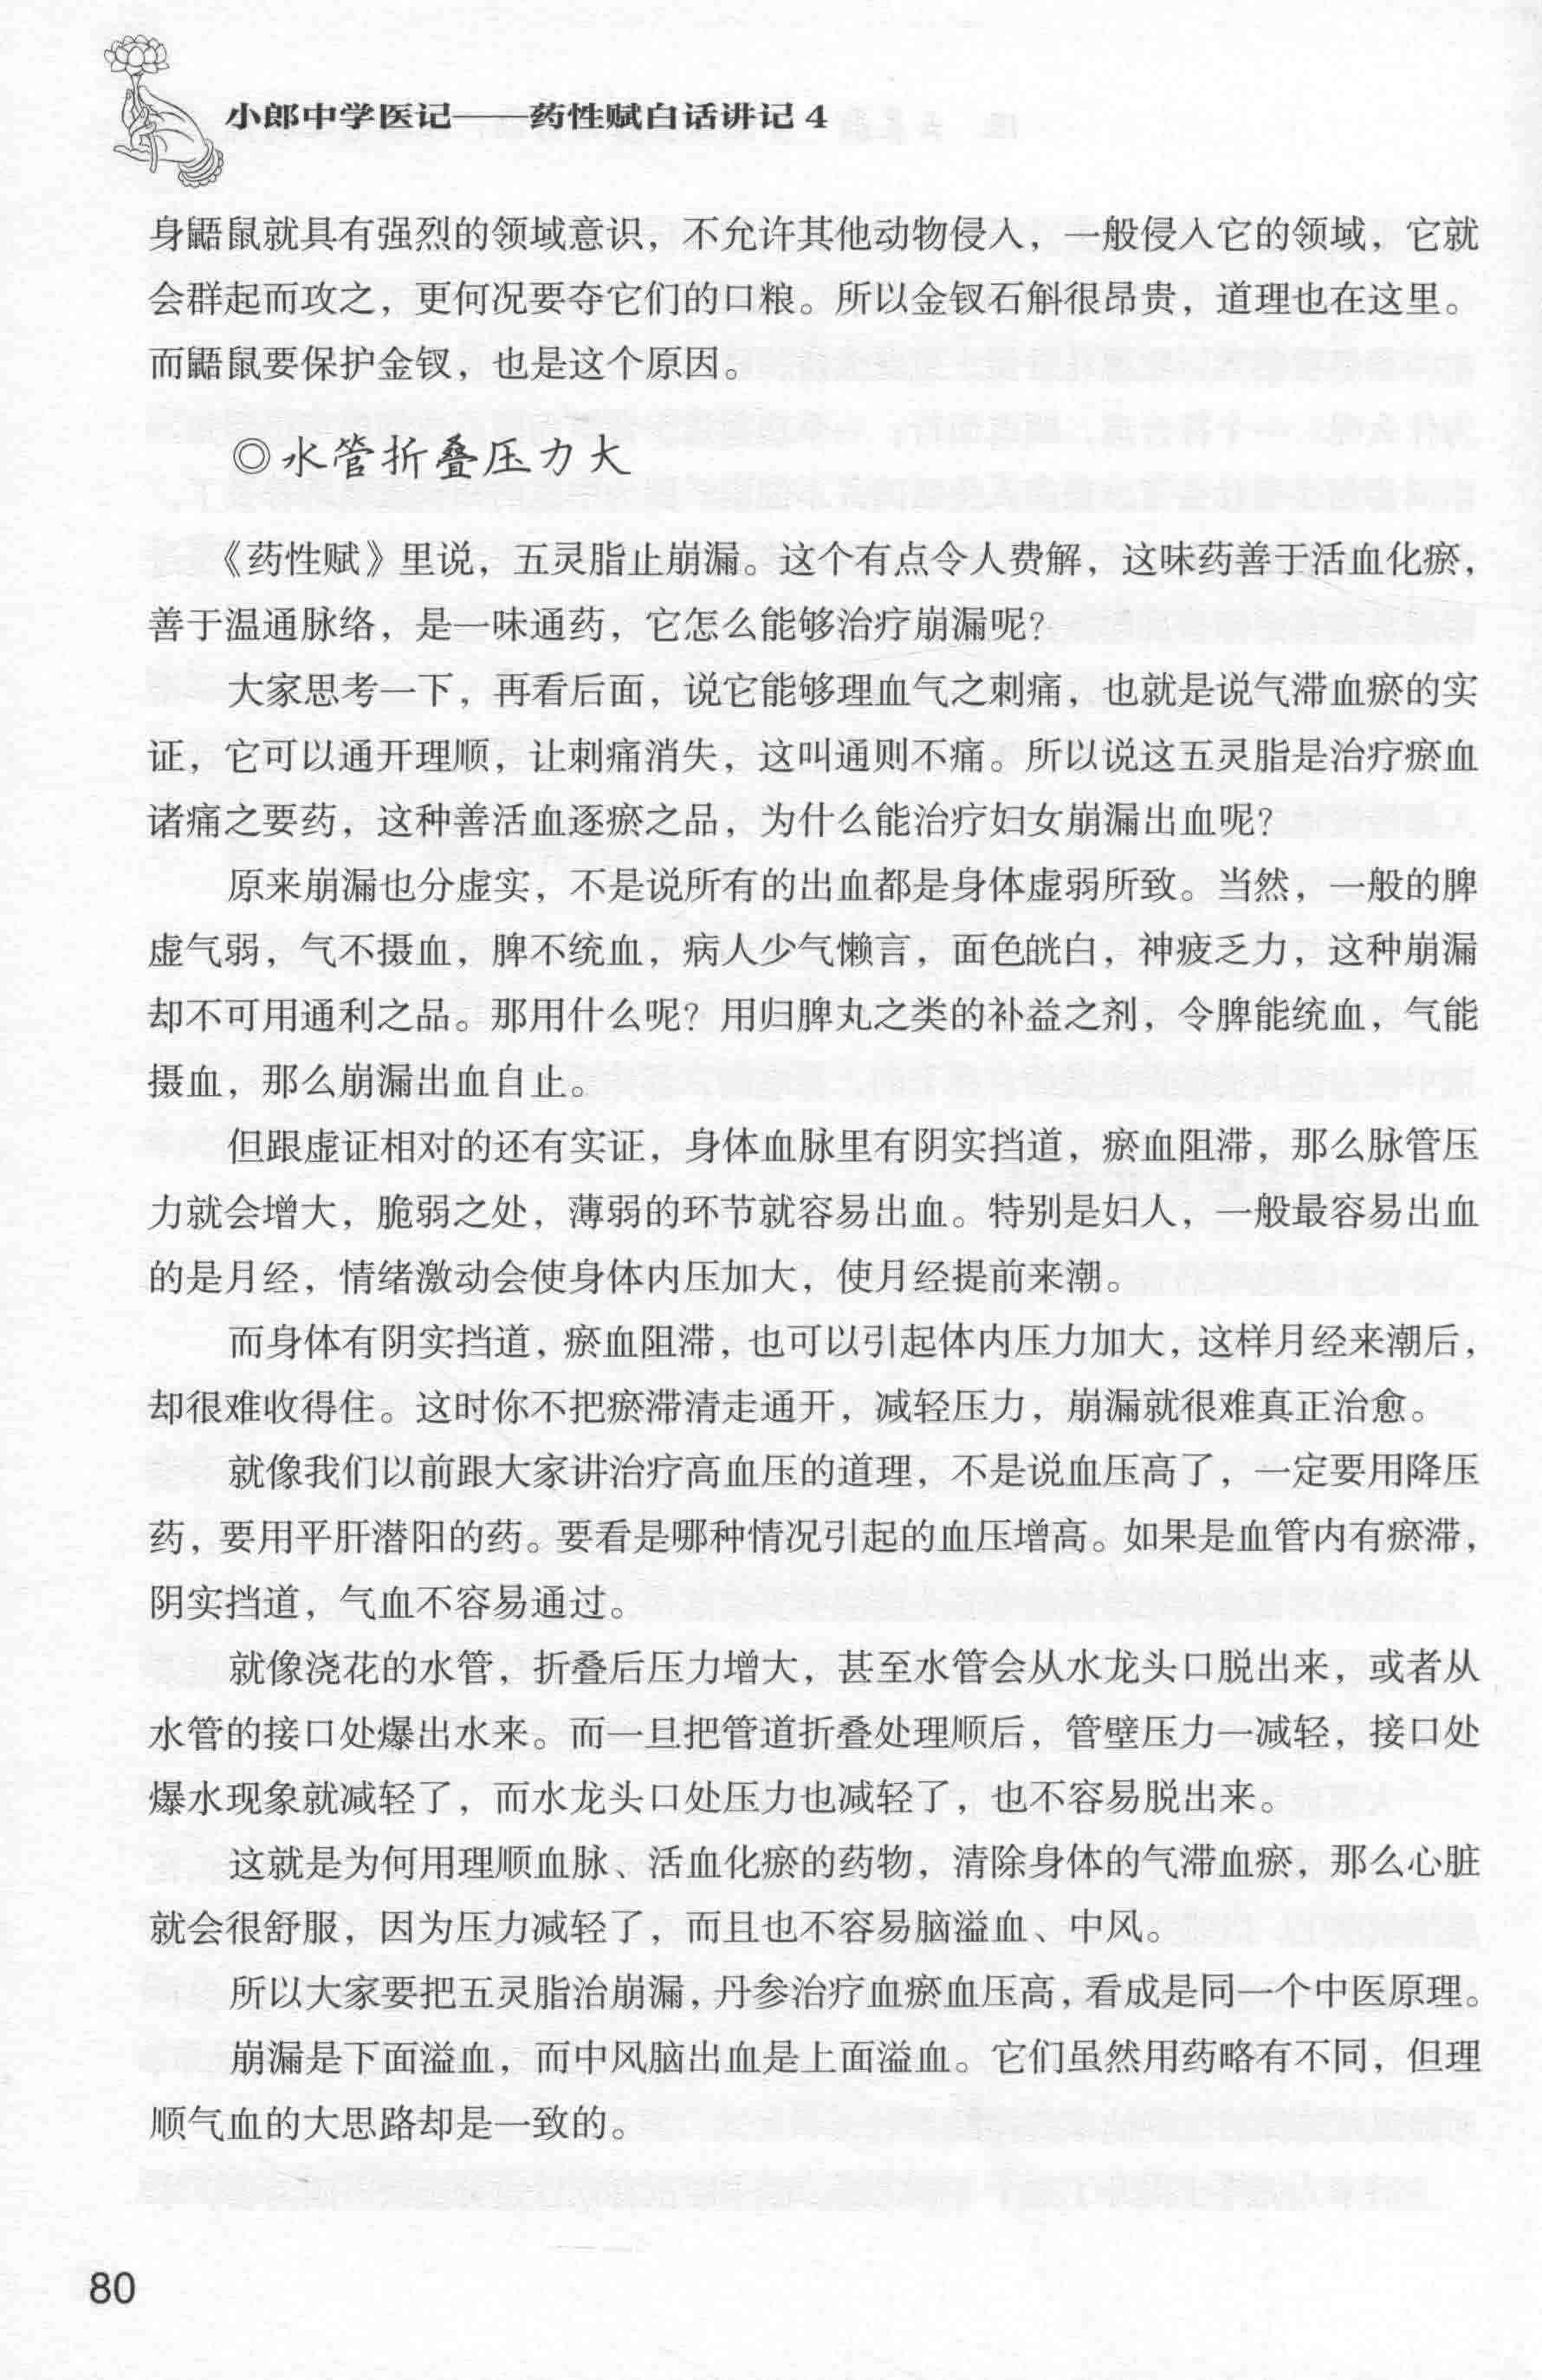 小郎中学医记——药性赋白话讲记 4
身鼯鼠就具有强烈的领域意识，不允许其他动物侵入，一般侵入它的领域，它就
会群起而攻之，更何况要夺它们的口粮。所以金钗石斛很昂贵，道理也在这里。
而鼯鼠要保护金钗，也是这个原因。
◎水管折叠压力大
《药性赋》里说，五灵脂止崩漏。这个有点令人费解，这味药善于活血化瘀，
善于温通脉络，是一味通药，它怎么能够治疗崩漏呢？
大家思考一下，再看后面，说它能够理血气之刺痛，也就是说气滞血瘀的实
证，它可以通开理顺，让刺痛消失，这叫通则不痛。所以说这五灵脂是治疗瘀血
诸痛之要药，这种善活血逐瘀之品，为什么能治疗妇女崩漏出血呢？
原来崩漏也分虚实，不是说所有的出血都是身体虚弱所致。当然，一般的脾
虚气弱，气不摄血，脾不统血，病人少气懒言，面色㿠白，神疲乏力，这种崩漏
却不可用通利之品。那用什么呢？用归脾丸之类的补益之剂，令脾能统血，气能
摄血，那么崩漏出血自止。
但跟虚证相对的还有实证，身体血脉里有阴实挡道，瘀血阻滞，那么脉管压
力就会增大，脆弱之处，薄弱的环节就容易出血。特别是妇人，一般最容易出血
的是月经，情绪激动会使身体内压加大，使月经提前来潮。
而身体有阴实挡道，瘀血阻滞，也可以引起体内压力加大，这样月经来潮后，
却很难收得住。这时你不把瘀滞清走通开，减轻压力，崩漏就很难真正治愈。
就像我们以前跟大家讲治疗高血压的道理，不是说血压高了，一定要用降压
药，要用平肝潜阳的药。要看是哪种情况引起的血压增高。如果是血管内有瘀滞，
阴实挡道，气血不容易通过。
就像浇花的水管，折叠后压力增大，甚至水管会从水龙头口脱出来，或者从
水管的接口处爆出水来。而一旦把管道折叠处理顺后，管壁压力一减轻，接口处
爆水现象就减轻了，而水龙头口处压力也减轻了，也不容易脱出来。
这就是为何用理顺血脉、活血化瘀的药物，清除身体的气滞血瘀，那么心脏
就会很舒服，因为压力减轻了，而且也不容易脑溢血、中风。
所以大家要把五灵脂治崩漏，丹参治疗血瘀血压高，看成是同一个中医原理。
崩漏是下面溢血，而中风脑出血是上面溢血。它们虽然用药略有不同，但理
顺气血的大思路却是一致的。
80